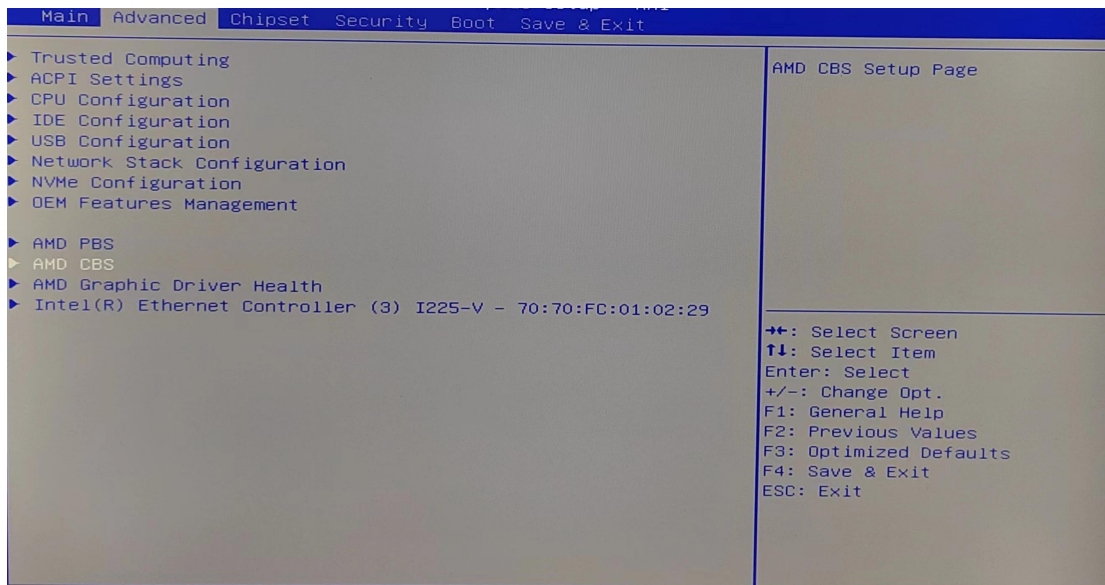 Main Advanced Chipset Security Boot Save & Exit
Trusted Computing
ACPI Settings
CPU Configuration
IDE Configuration
USB Configuration
Network Stack Configuration
NVMe Configuration
OEM Features Management
AMD PBS
AMD CBS
AMD Graphic Driver Health
Intel(R) Ethernet Controller (3) I225-V - 70:70:FC:01:02:29
AMD CBS Setup Page
→←: Select Screen
↑↓: Select Item
Enter: Select
+/-: Change Opt.
F1: General Help
F2: Previous Values
F3: Optimized Defaults
F4: Save & Exit
ESC: Exit